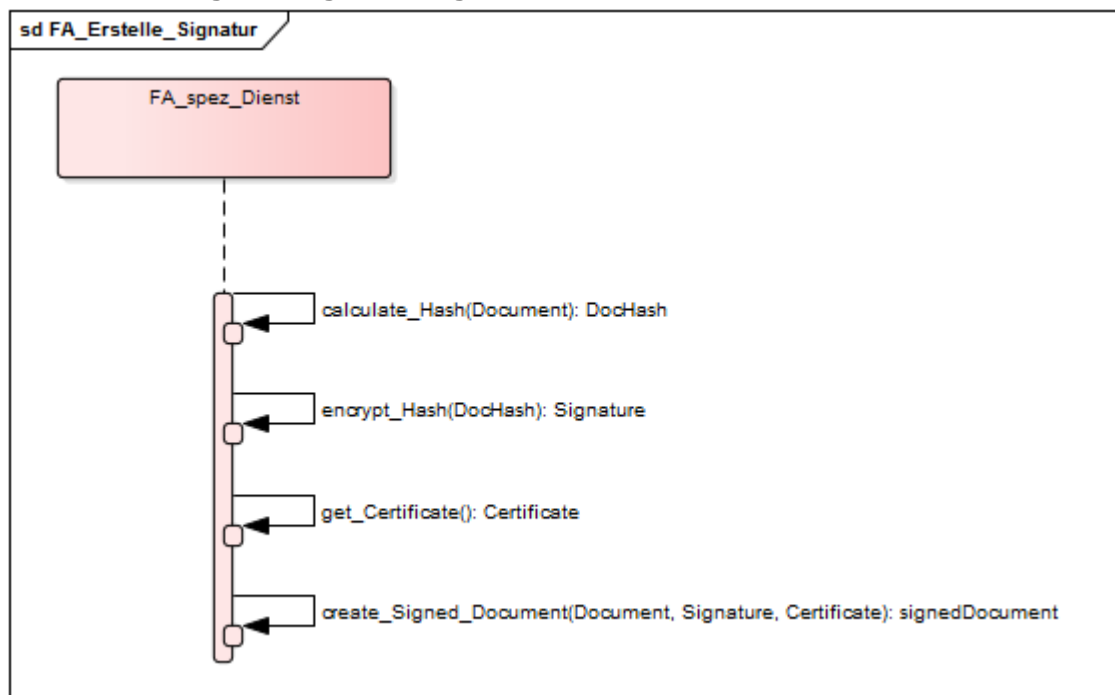 sd FA_Erstelle_Signatur
FA_spez_Dienst
calculate_Hash(Document): DocHash
encrypt_Hash(DocHash): Signature
get_Certificate(): Certificate
create_Signed_Document(Document, Signature, Certificate): signedDocument